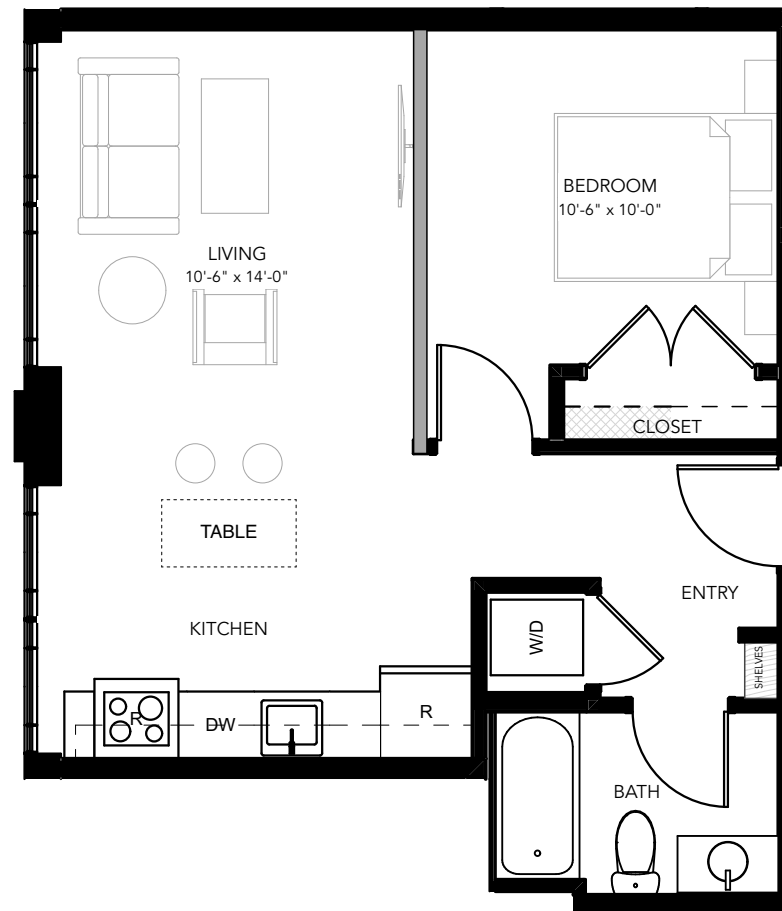 BEDROOM
10'-6" x 10'-0"
LIVING
10'-6" x 14'-0"
CLOSET
TABLE
ENTRY
KITCHEN
W/D
SHELVES
R
DW
R
BATH